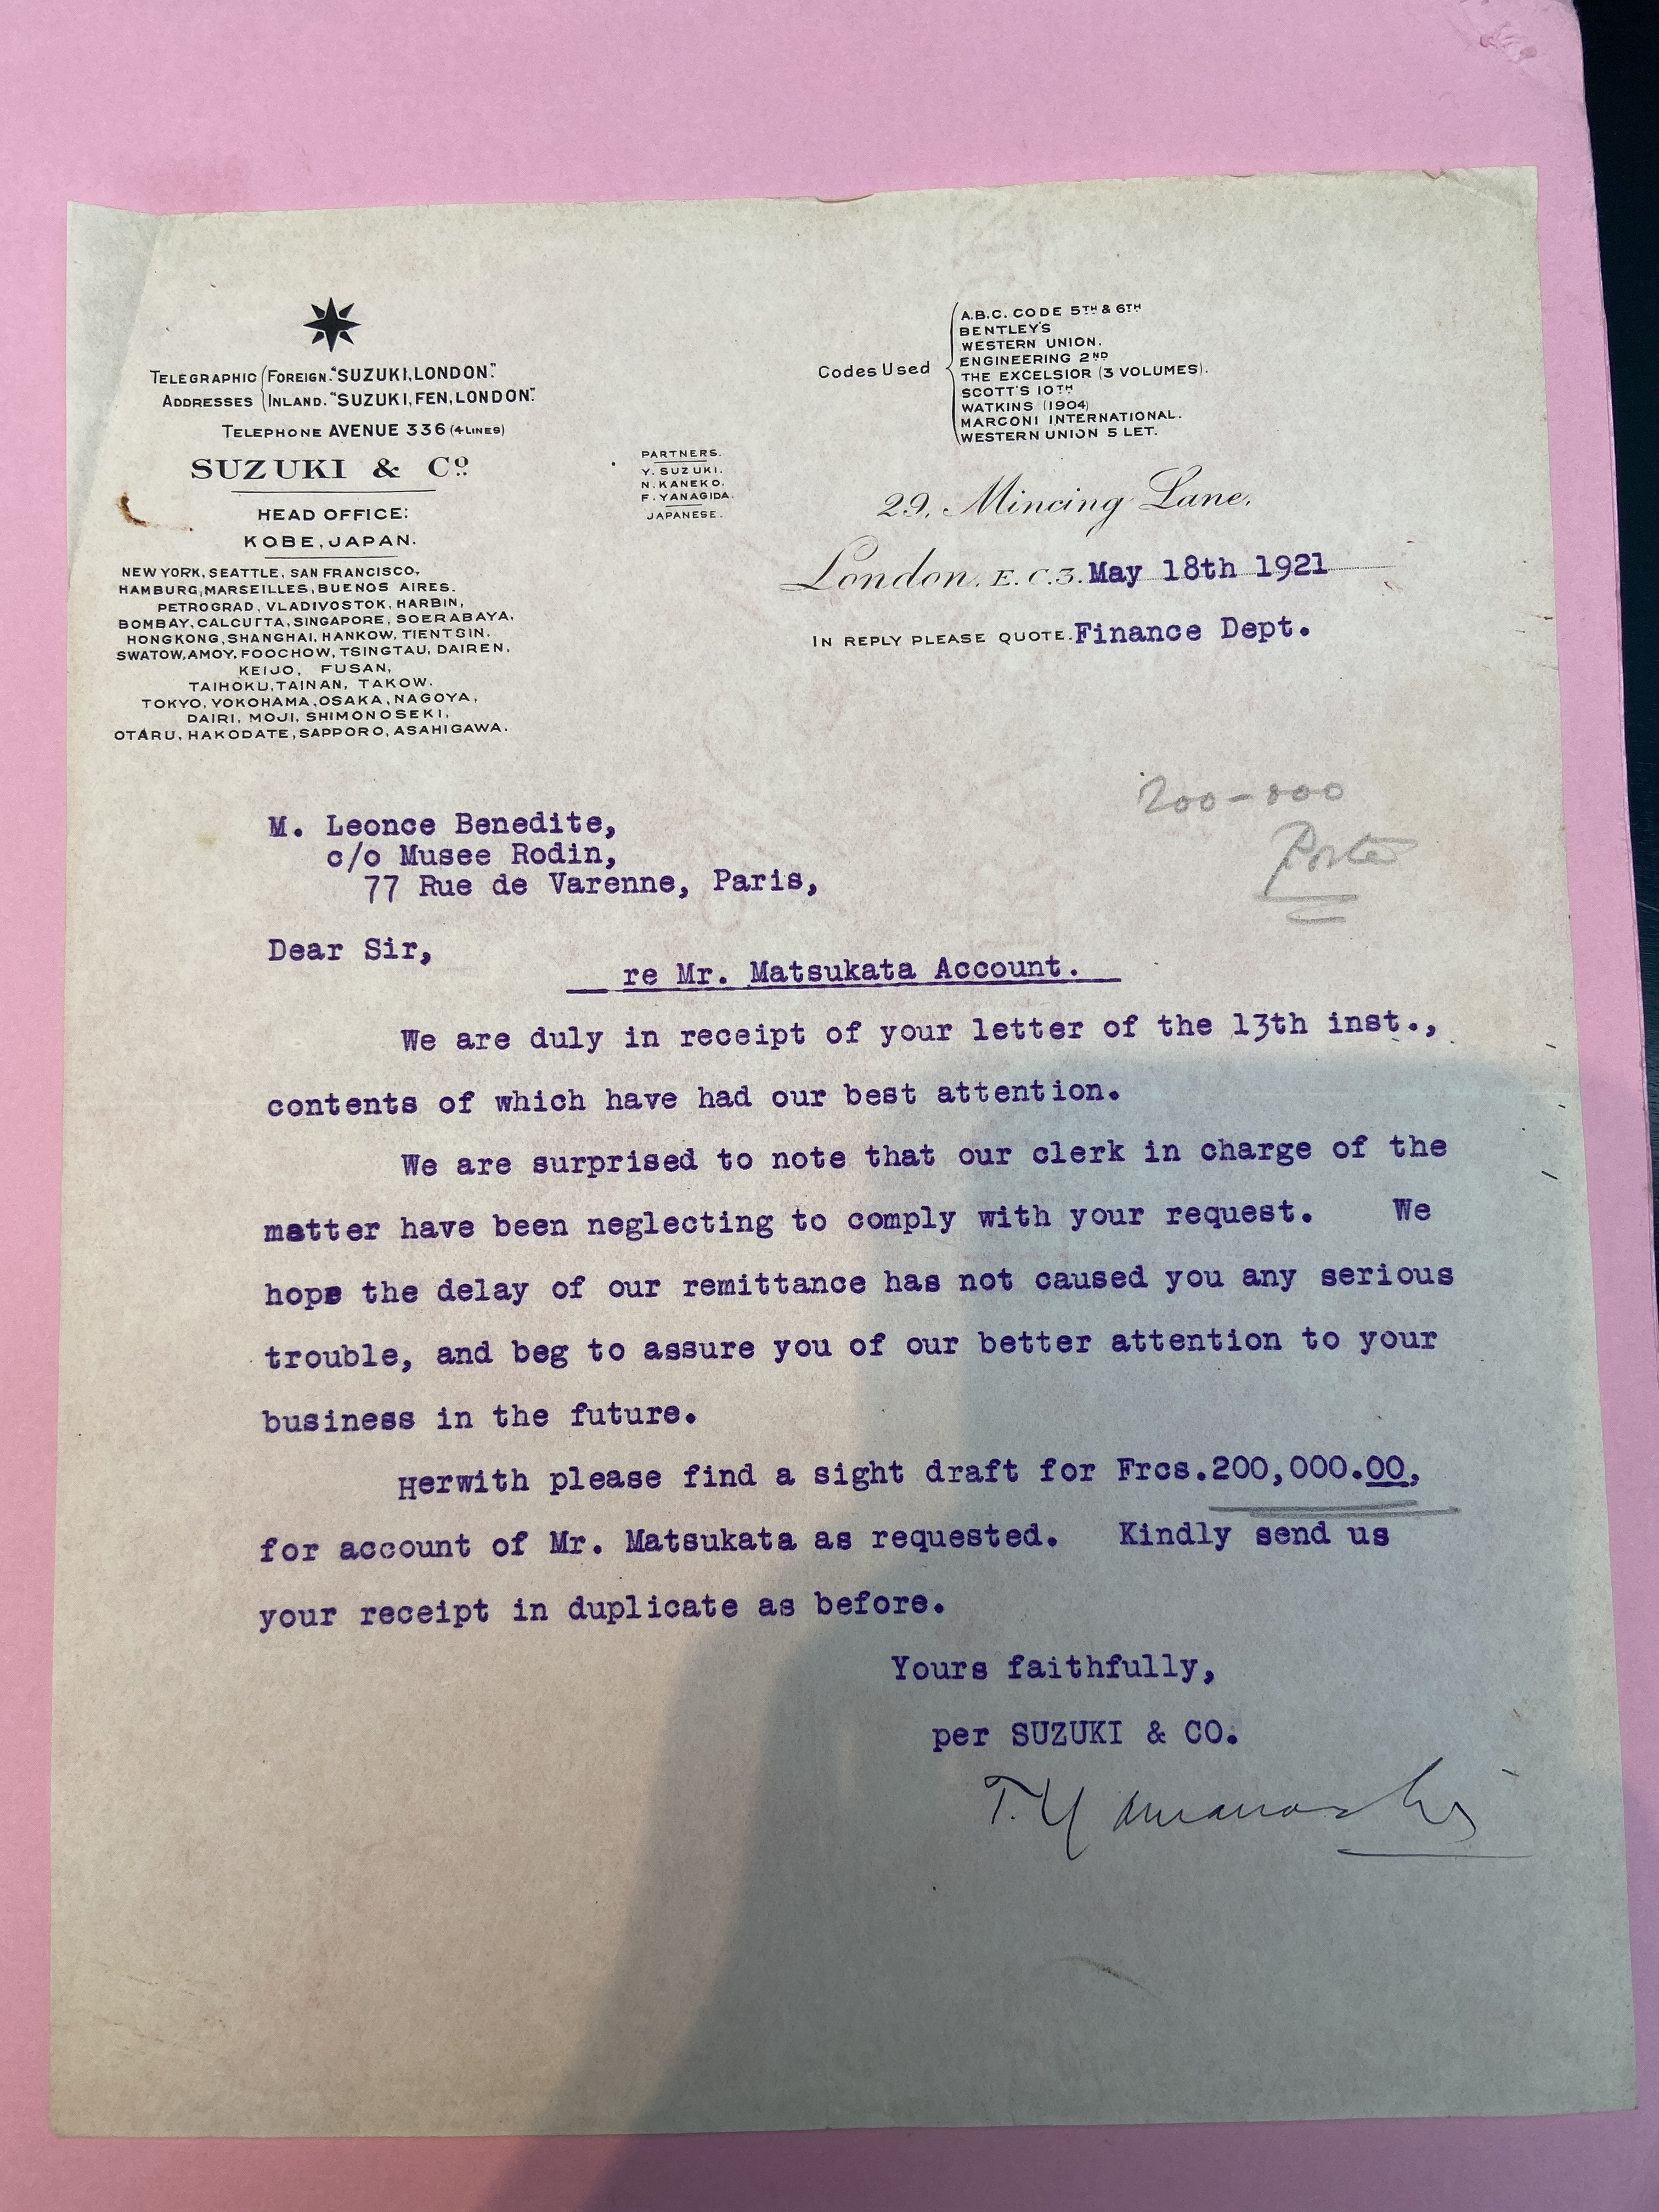 TELEGRAPHIC ADDRESSES
FOREIGN. "SUZUKI, LONDON."
INLAND. "SUZUKI, FEN, LONDON."
TELEPHONE AVENUE 336 (4 LINES)
SUZUKI & Co.
HEAD OFFICE:
KOBE, JAPAN.
NEW YORK, SEATTLE, SAN FRANCISCO,
HAMBURG, MARSEILLES, BUENOS AIRES.
PETROGRAD, VLADIVOSTOK, HARBIN,
BOMBAY, CALCUTTA, SINGAPORE, SOERABAYA,
HONGKONG, SHANGHAI, HANKOW, TIENTSIN.
SWATOW, AMOY, FOOCHOW, TSINGTAU, DAIREN,
KEIJO, FUSAN,
TAIHOKU, TAINAN, TAKOW.
TOKYO, YOKOHAMA, OSAKA, NAGOYA,
DAIRI, MOJI, SHIMONOSEKI,
OTARU, HAKODATE, SAPPORO, ASAHIGAWA.
PARTNERS.
Y. SUZUKI.
N. KANEKO.
F. YANAGIDA.
JAPANESE.
Codes Used
A.B.C. CODE 5TH & 6TH
BENTLEY'S
WESTERN UNION.
ENGINEERING 2ND
THE EXCELSIOR (3 VOLUMES).
SCOTT'S 10TH
WATKINS (1904)
MARCONI INTERNATIONAL.
WESTERN UNION 5 LET.
29, Mincing Lane,
London, E.C.3. May 18th 1921
IN REPLY PLEASE QUOTE. Finance Dept.
200-000
M. Leonce Benedite,
c/o Musee Rodin,
77 Rue de Varenne, Paris,
Dear Sir,
re Mr. Matsukata Account.
We are duly in receipt of your letter of the 13th inst.,
contents of which have had our best attention.
We are surprised to note that our clerk in charge of the
matter have been neglecting to comply with your request. We
hope the delay of our remittance has not caused you any serious
trouble, and beg to assure you of our better attention to your
business in the future.
Herwith please find a sight draft for Frcs.200,000.00,
for account of Mr. Matsukata as requested. Kindly send us
your receipt in duplicate as before.
Yours faithfully,
per SUZUKI & CO.